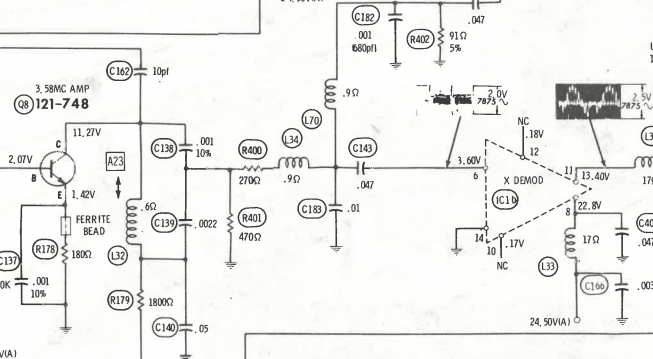 C182
.001
(680pf)
R402
91Ω
5%
.047
C162
10pf
3.58MC AMP
Q8 121-748
.9Ω
L70
2.0V
7875
2.5V
7875
11.27V
C
A23
C138
.001
10%
R400
270Ω
L34
.9Ω
C143
.047
NC
.18V
12
3.60V
6
X DEMOD
IC1b
11
13.40V
2.07V
B
E
1.42V
FERRITE
BEAD
.6Ω
L32
C139
.0022
R401
470Ω
C183
.01
14
10
.17V
NC
8
22.8V
17Ω
L33
.047
C137
.001
10%
R178
180Ω
R179
1800Ω
C140
.05
C166
.003
24.50V(A)
V(A)